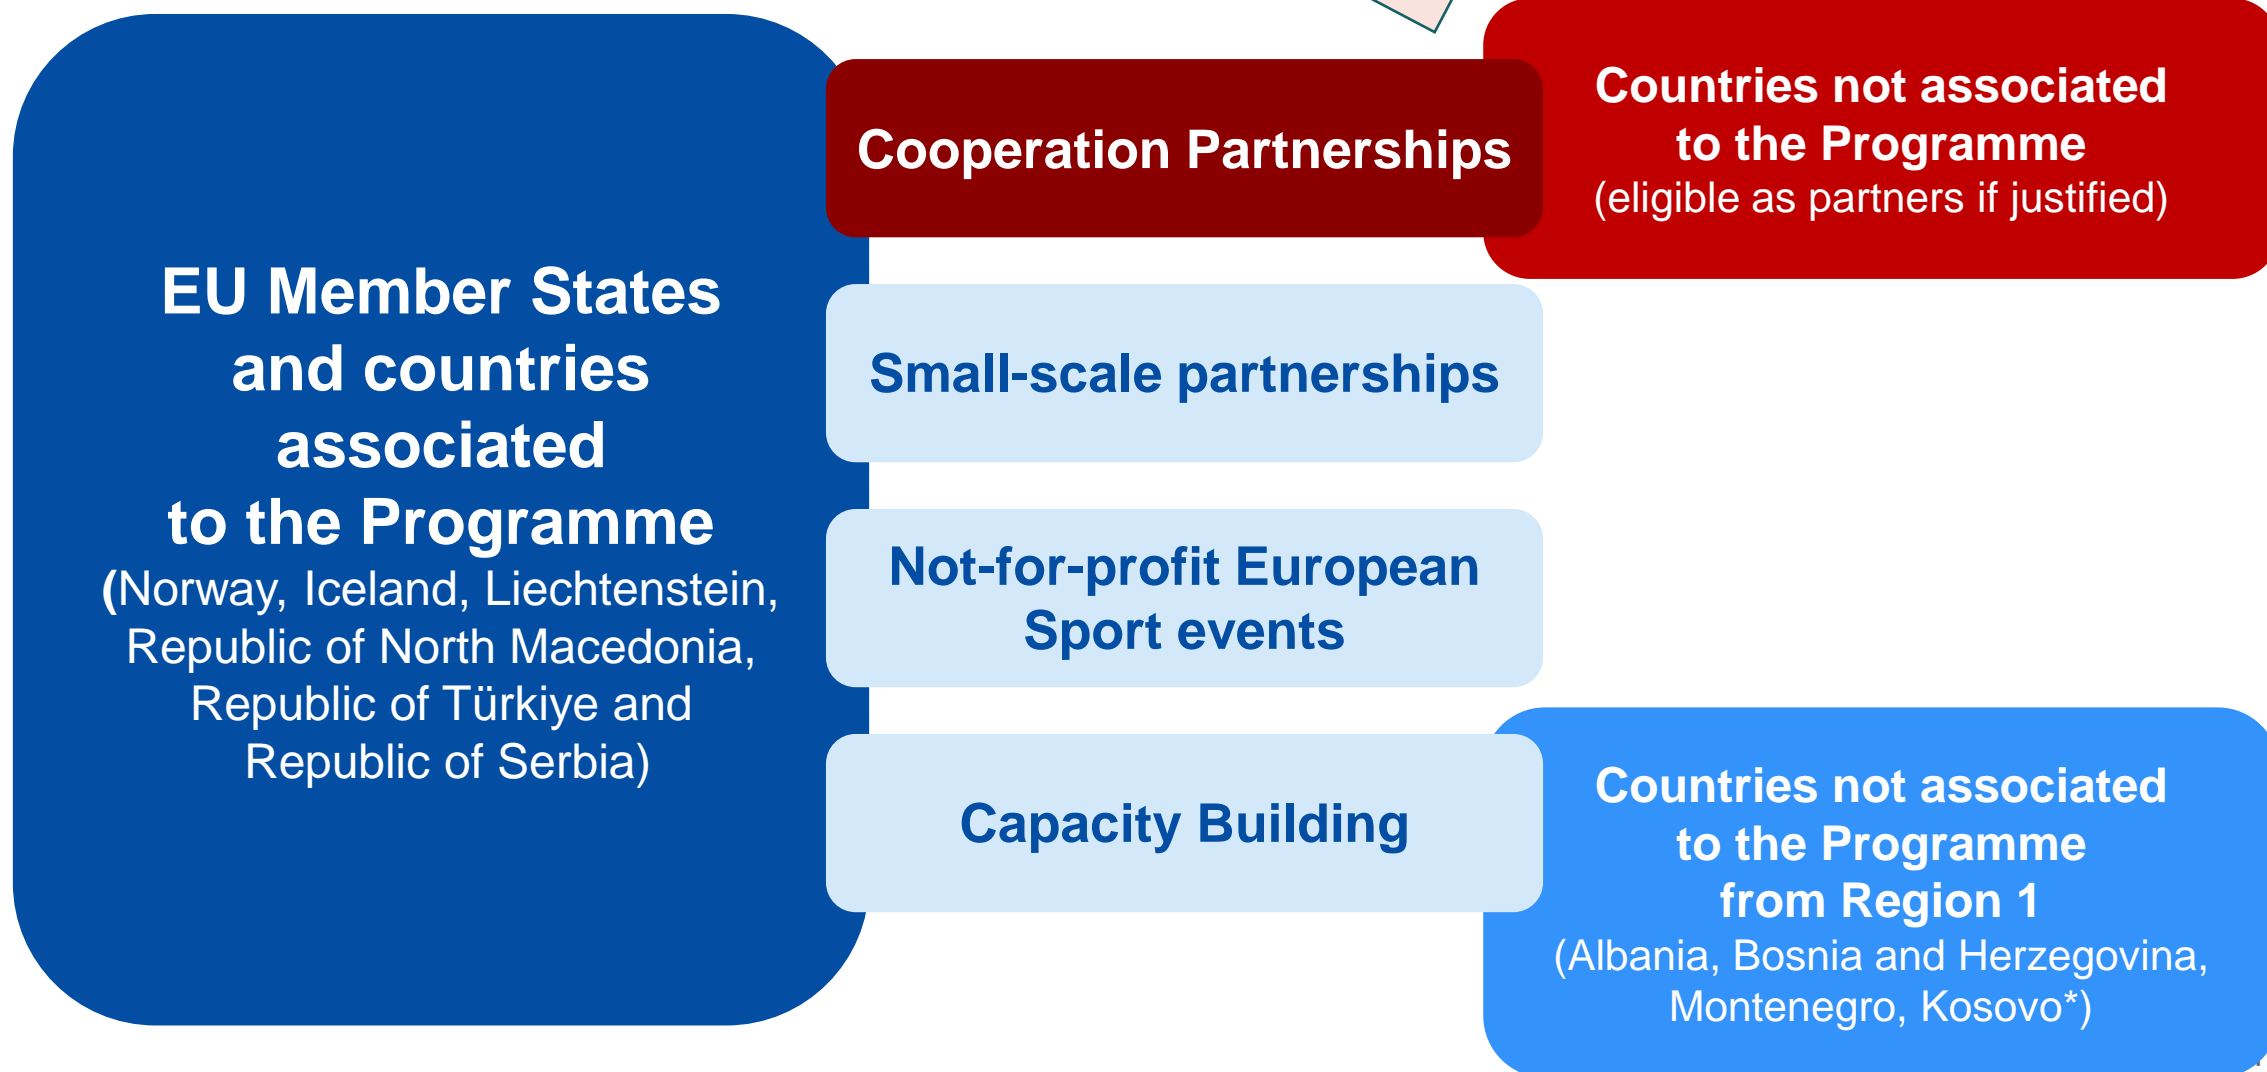 EU Member States
and countries
associated
to the Programme
(Norway, Iceland, Liechtenstein,
Republic of North Macedonia,
Republic of Türkiye and
Republic of Serbia)
Cooperation Partnerships
Small-scale partnerships
Not-for-profit European
Sport events
Capacity Building
Countries not associated
to the Programme
(eligible as partners if justified)
Countries not associated
to the Programme
from Region 1
(Albania, Bosnia and Herzegovina,
Montenegro, Kosovo*)